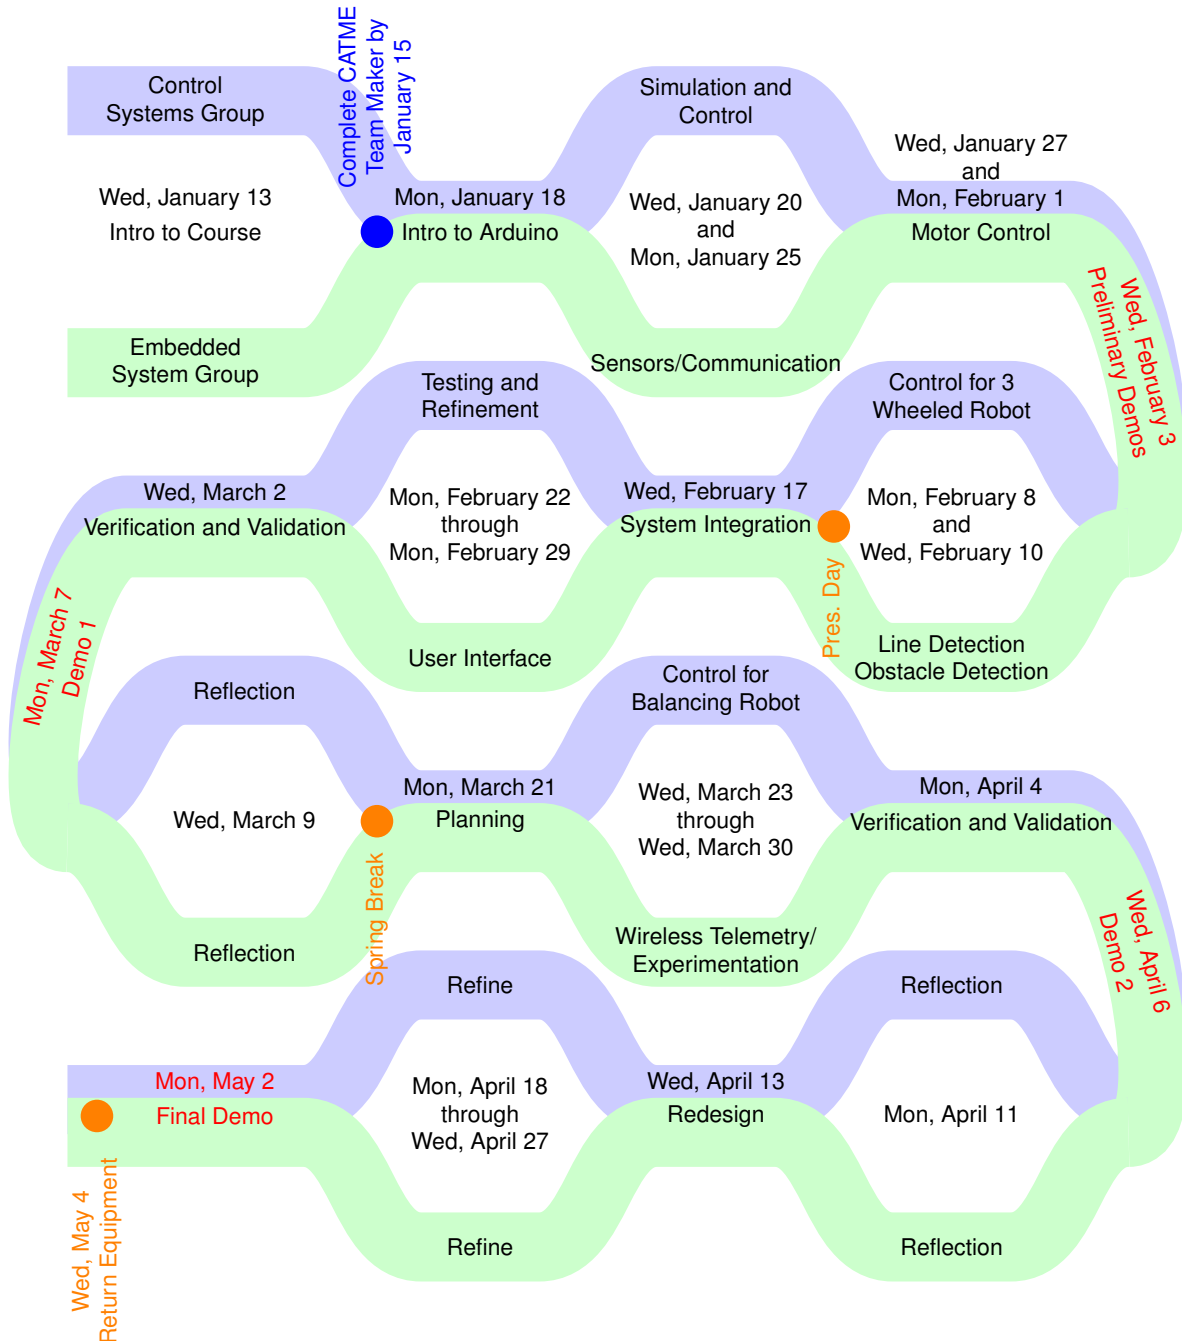 Control
Systems Group
Complete CATME
Team Maker by
January 15
Simulation and
Control
Wed, January 13
Intro to Course
Mon, January 18
Intro to Arduino
Wed, January 20
and
Mon, January 25
Wed, January 27
and
Mon, February 1
Motor Control
Embedded
System Group
Sensors/Communication
Wed, February 3
Preliminary Demos
Control for 3
Wheeled Robot
Mon, February 8
and
Wed, February 10
Line Detection
Obstacle Detection
Pres. Day
Wed, February 17
System Integration
Testing and
Refinement
Mon, February 22
through
Mon, February 29
User Interface
Wed, March 2
Verification and Validation
Mon, March 7
Demo 1
Reflection
Wed, March 9
Reflection
Spring Break
Mon, March 21
Planning
Control for
Balancing Robot
Wed, March 23
through
Wed, March 30
Wireless Telemetry/
Experimentation
Mon, April 4
Verification and Validation
Wed, April 6
Demo 2
Reflection
Mon, April 11
Reflection
Wed, April 13
Redesign
Refine
Mon, April 18
through
Wed, April 27
Refine
Mon, May 2
Final Demo
Wed, May 4
Return Equipment